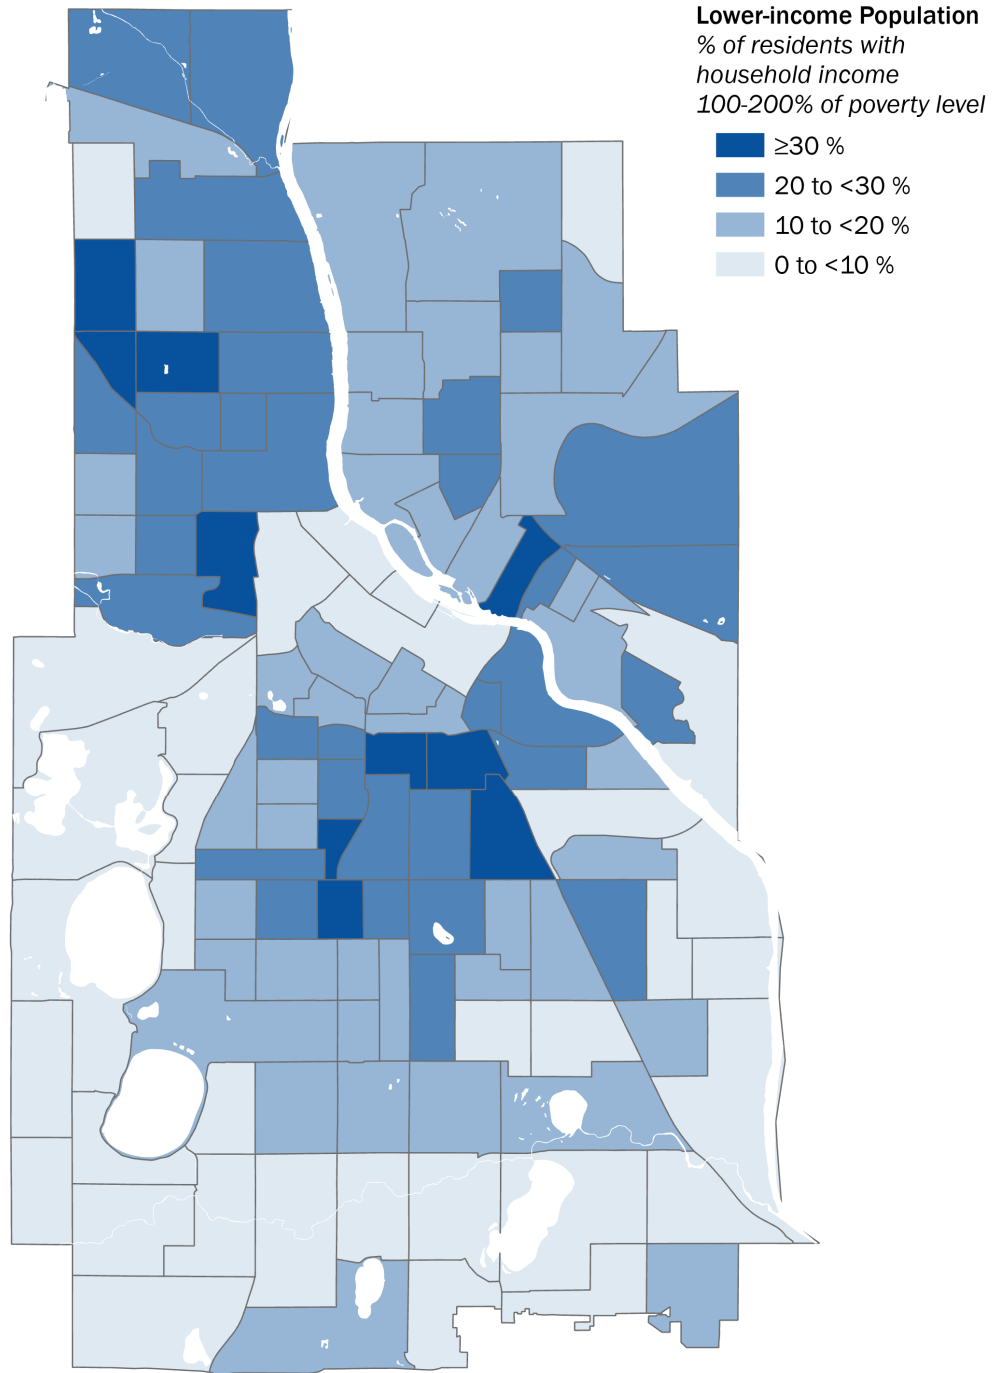 Lower-income Population
% of residents with
household income
100-200% of poverty level
≥30 %
20 to <30 %
10 to <20 %
0 to <10 %